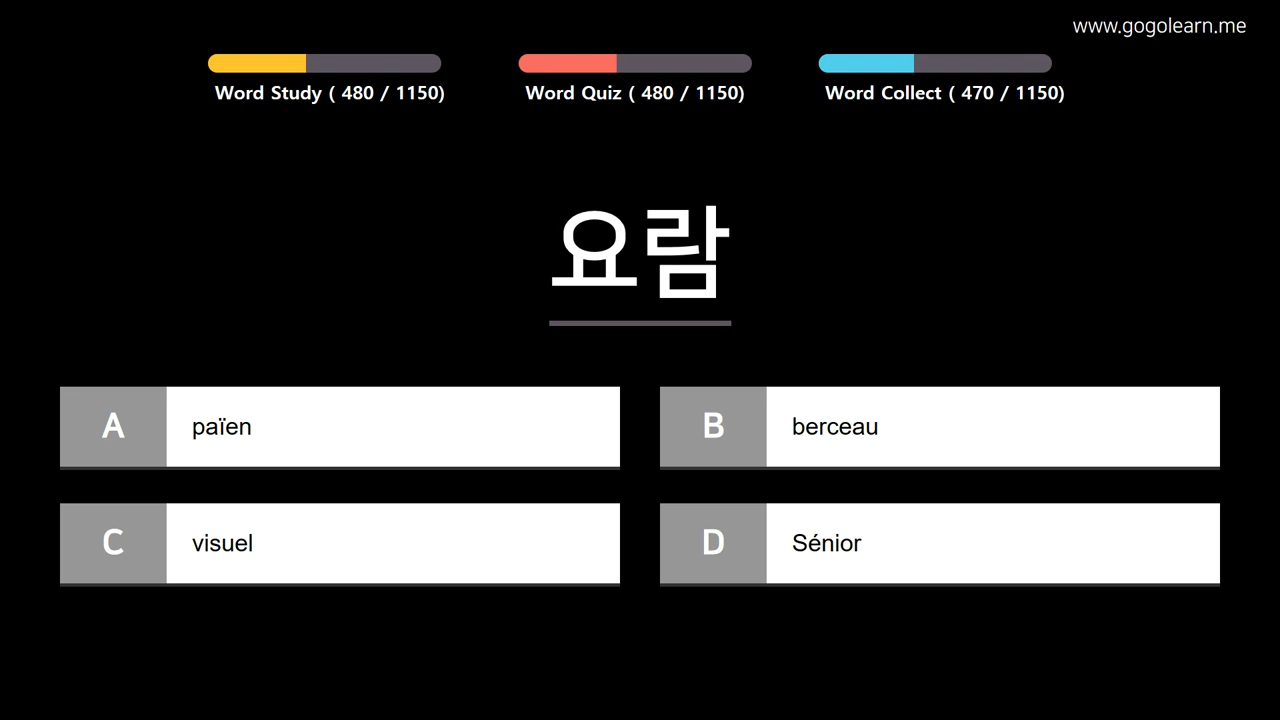 www.gogolearn.me
Word Study ( 480 / 1150)
Word Quiz ( 480 / 1150)
Word Collect ( 470 / 1150)
요람
A païen
B berceau
C visuel
D Sénior